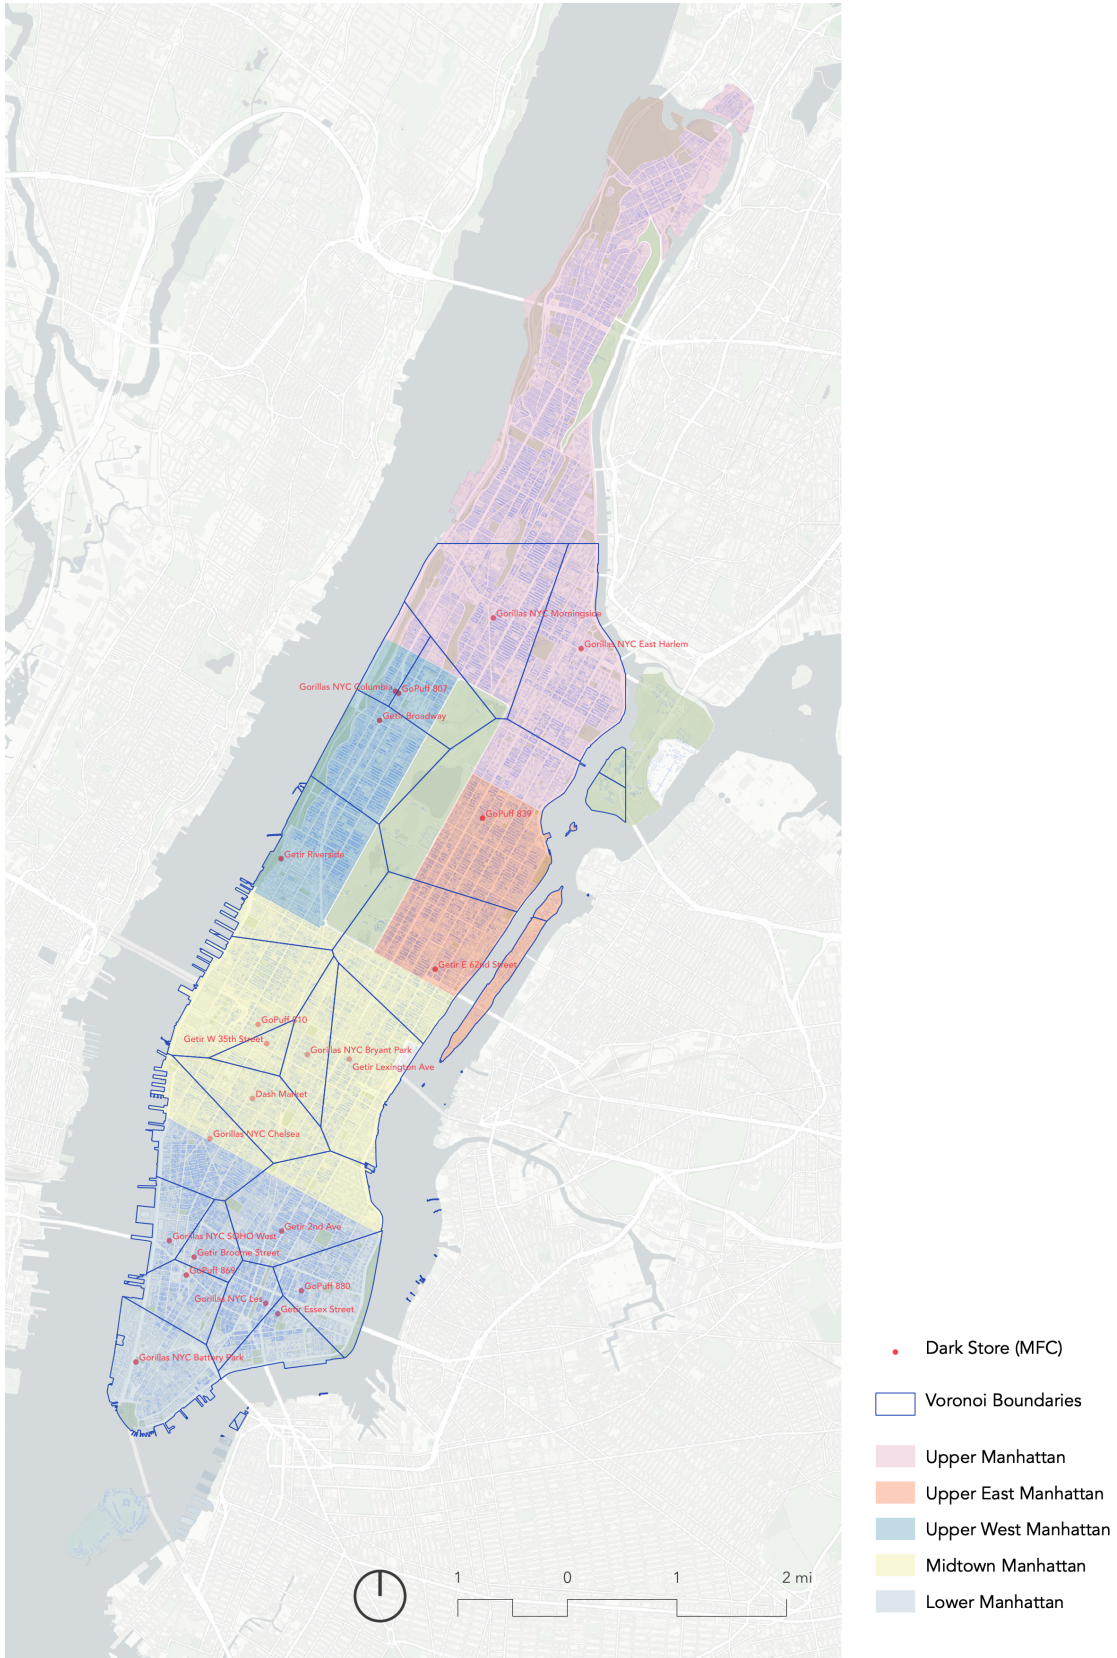 Gorillas NYC Morningside
Gorillas NYC East Harlem
Gorillas NYC Columbia
GoPuff 807
Getir Broadway
GoPuff 839
Getir Riverside
Getir E 62nd Street
GoPuff 610
Getir W 35th Street
Gorillas NYC Bryant Park
Getir Lexington Ave
Dash Market
Gorillas NYC Chelsea
Getir 2nd Ave
Gorillas NYC SOHO West
Getir Broome Street
GoPuff 869
GoPuff 880
Gorillas NYC Les
Getir Essex Street
Gorillas NYC Battery Park
Dark Store (MFC)
Voronoi Boundaries
Upper Manhattan
Upper East Manhattan
Upper West Manhattan
Midtown Manhattan
Lower Manhattan
1 0 1 2 mi